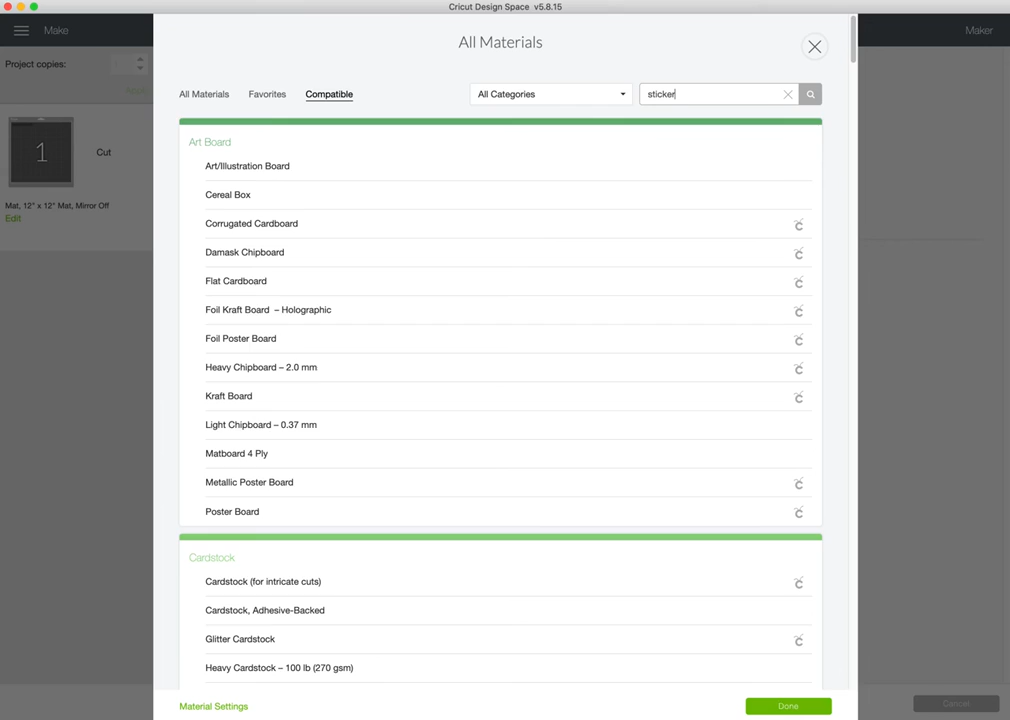 Cricut Design Space v5.8.15
Make
All Materials
Maker
Project copies:
All Materials Favorites Compatible
All Categories
sticker
1
Cut
Mat, 12" x 12" Mat, Mirror Off
Edit
Art Board
Art/Illustration Board
Cereal Box
Corrugated Cardboard
Damask Chipboard
Flat Cardboard
Foil Kraft Board – Holographic
Foil Poster Board
Heavy Chipboard – 2.0 mm
Kraft Board
Light Chipboard – 0.37 mm
Matboard 4 Ply
Metallic Poster Board
Poster Board
Cardstock
Cardstock (for intricate cuts)
Cardstock, Adhesive-Backed
Glitter Cardstock
Heavy Cardstock – 100 lb (270 gsm)
Material Settings
Done
Cancel